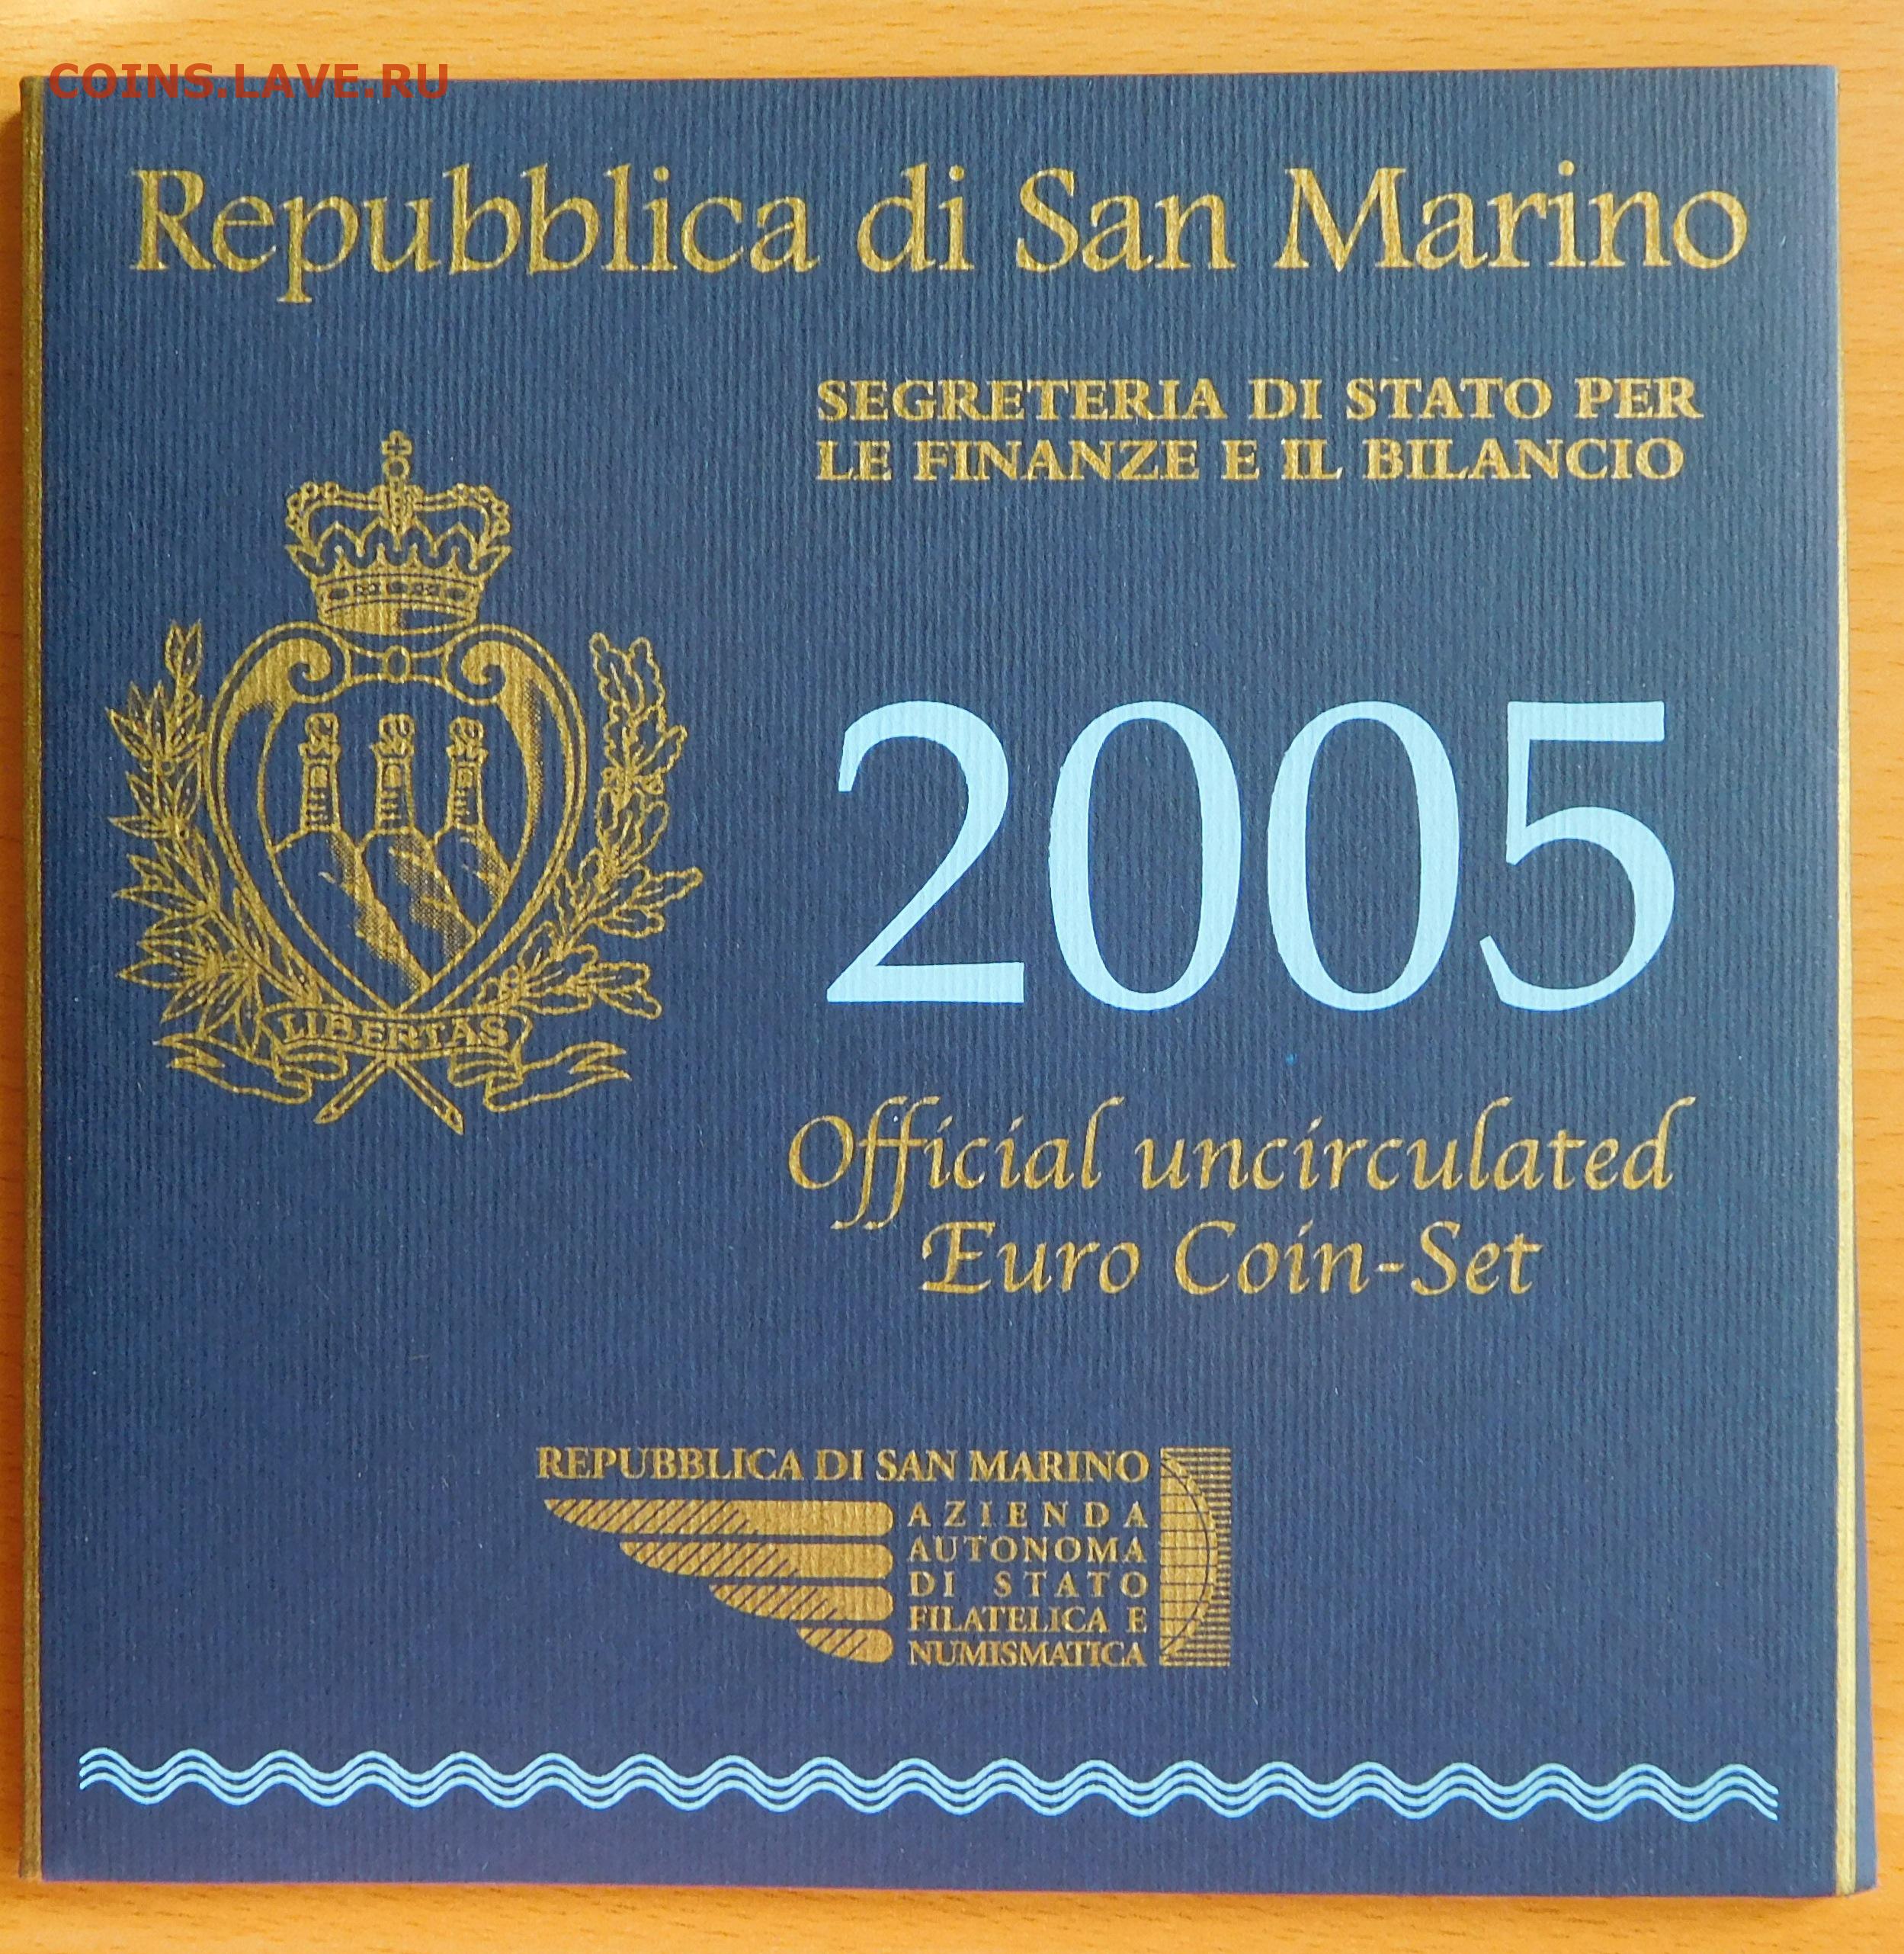 COINS.LAVE.RU
Repubblica di San Marino
SEGRETERIA DI STATO PER
LE FINANZE E IL BILANCIO
LIBERTAS
2005
Official uncirculated
Euro Coin-Set
REPUBBLICA DI SAN MARINO
AZIENDA
AUTONOMA
DI STATO
FILATELICA E
NUMISMATICA